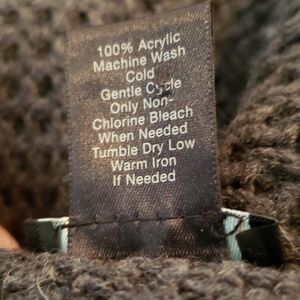 100% Acrylic
Machine Wash
Cold
Gentle Cycle
Only Non-
Chlorine Bleach
When Needed
Tumble Dry Low
Warm Iron
If Needed